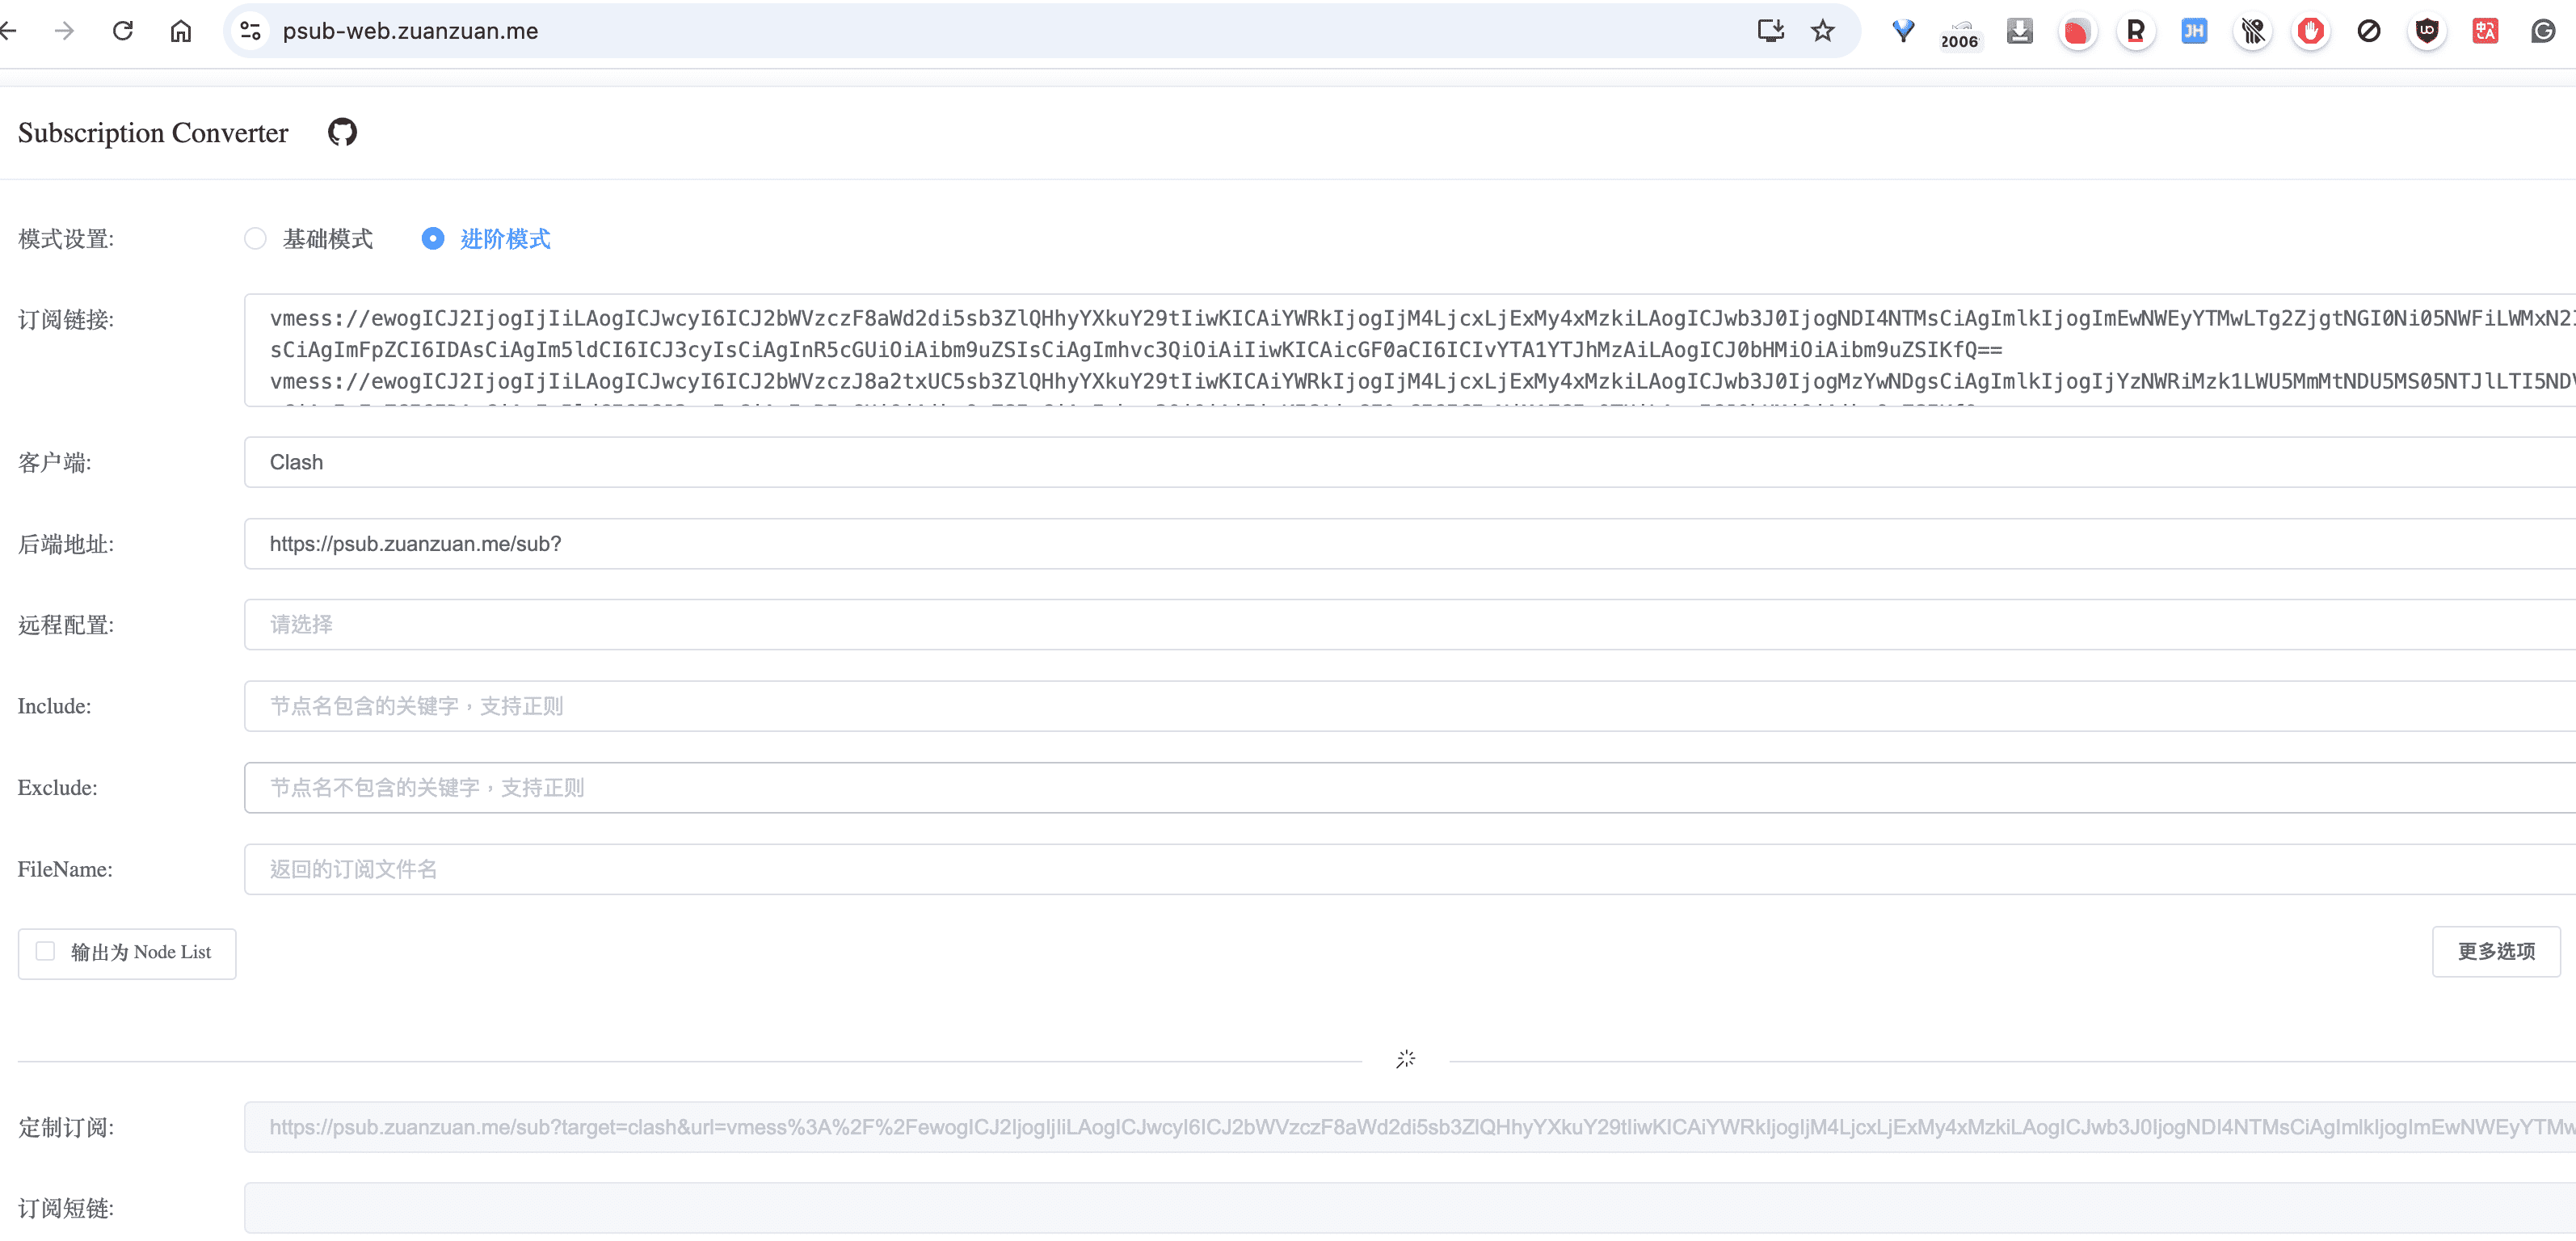 psub-web.zuanzuan.me
2006
Subscription Converter
模式设置:
基础模式
进阶模式
订阅链接:
vmess://ewogICJ2IjogIjIiLAogICJwcyI6ICJ2bWVzczF8aWd2di5sb3ZlQHhyYXkuY29tIiwKICAiYWRkIjogIjM4LjcxLjExMy4xMzkiLAogICJwb3J0IjogNDI4NTMsCiAgImlkIjogImEwNWEyYTMwLTg2ZjgtNGI0Ni05NWFiLWMxN2I
sCiAgImFpZCI6IDAsCiAgIm5ldCI6ICJ3cyIsCiAgInR5cGUiOiAibm9uZSIsCiAgImhvc3QiOiAiIiwKICAicGF0aCI6ICIvYTA1YTJhMzAiLAogICJ0bHMiOiAibm9uZSIKfQ==
vmess://ewogICJ2IjogIjIiLAogICJwcyI6ICJ2bWVzczJ8a2txUC5sb3ZlQHhyYXkuY29tIiwKICAiYWRkIjogIjM4LjcxLjExMy4xMzkiLAogICJwb3J0IjogMzYwNDgsCiAgImlkIjogIjYzNWRiMzk1LWU5MmMtNDU5MS05NTJlLTI5NDV
客户端:
Clash
后端地址:
https://psub.zuanzuan.me/sub?
远程配置:
请选择
Include:
节点名包含的关键字，支持正则
Exclude:
节点名不包含的关键字，支持正则
FileName:
返回的订阅文件名
输出为 Node List
更多选项
定制订阅:
https://psub.zuanzuan.me/sub?target=clash&url=vmess%3A%2F%2FewogICJ2IjogIjIiLAogICJwcyI6ICJ2bWVzczF8aWd2di5sb3ZlQHhyYXkuY29tIiwKICAiYWRkIjogIjM4LjcxLjExMy4xMzkiLAogICJwb3J0IjogNDI4NTMsCiAgImlkIjogImEwNWEyYTMw
订阅短链: